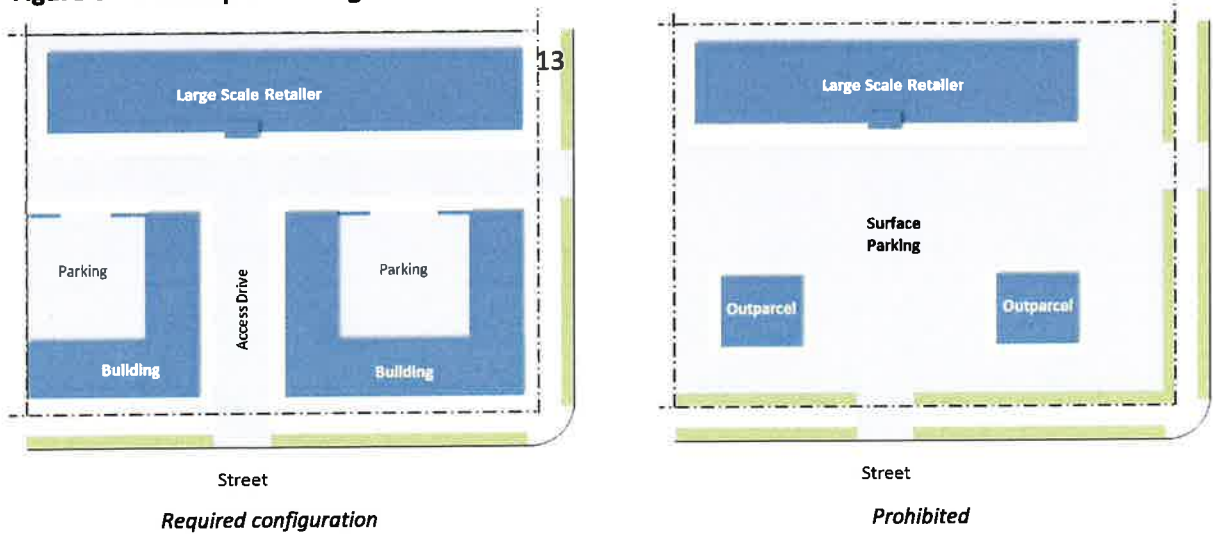 13
Large Scale Retailer
Parking
Access Drive
Parking
Building
Building
Street
Required configuration
Large Scale Retailer
Surface
Parking
Outparcel
Outparcel
Street
Prohibited